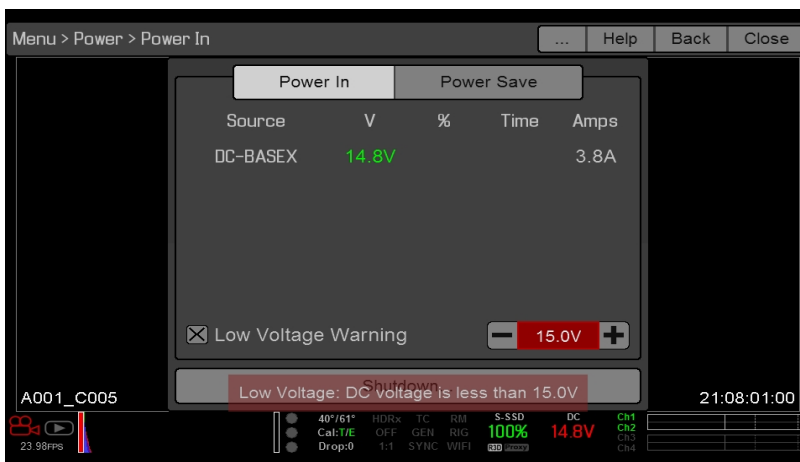 Menu > Power > Power In ... Help Back Close
Power In Power Save
Source V % Time Amps
DC-BASEX 14.8V 3.8A
Low Voltage Warning 15.0V
Shutdown...
Low Voltage: DC voltage is less than 15.0V
A001_C005 21:08:01:00
40°/61° HDRx TC RM S-SSD DC Ch1
Cal:T/E OFF GEN RIG 100% 14.8V Ch2
Ch3
23.98FPS Drop:0 1:1 SYNC WIFI R3D Proxy Ch4